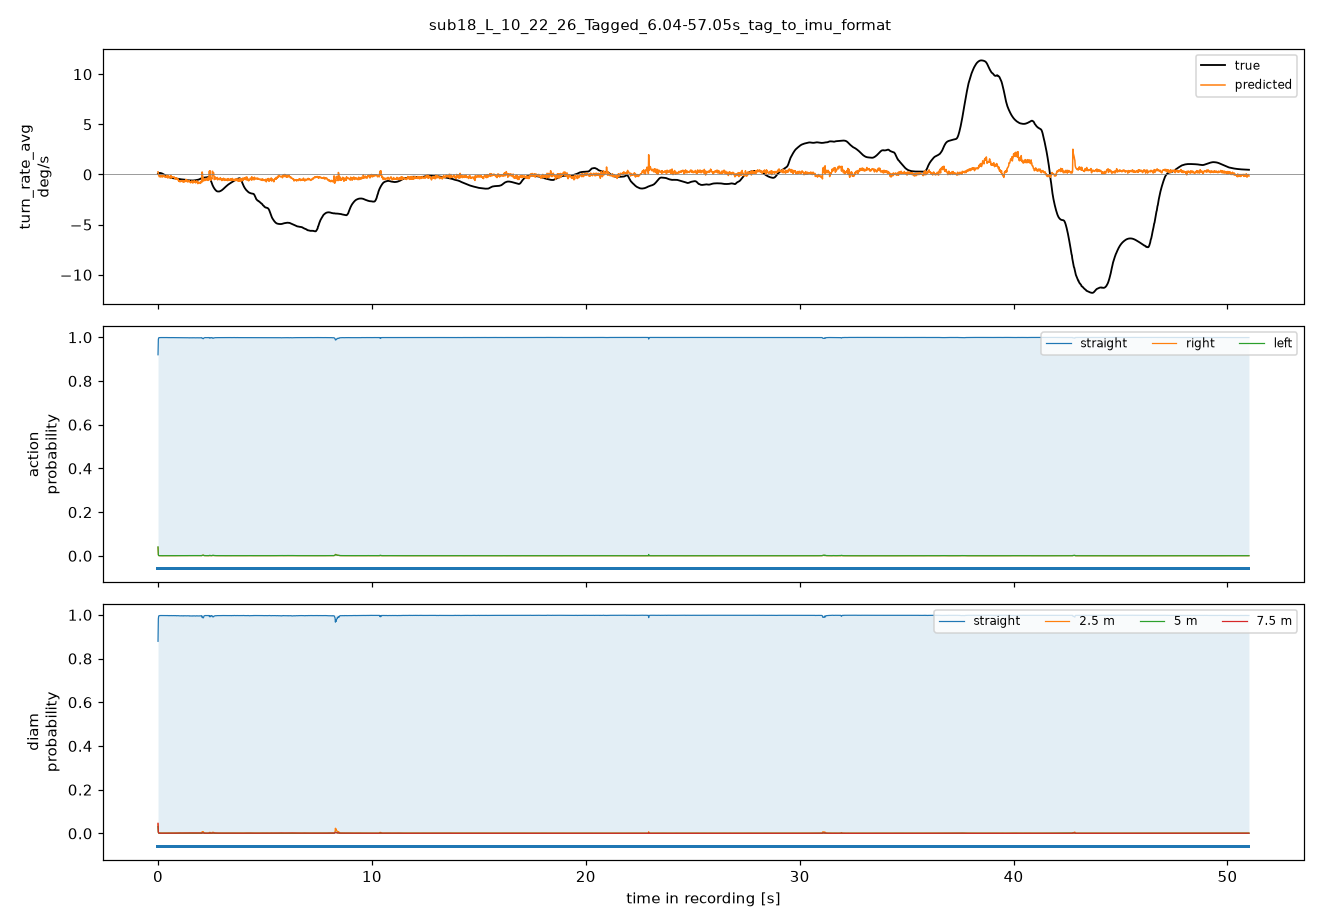 sub18_L_10_22_26_Tagged_6.04-57.05s_tag_to_imu_format
turn_rate_avg
deg/s
10
5
0
−5
−10
true
predicted
action
probability
1.0
0.8
0.6
0.4
0.2
0.0
straight right left
diam
probability
1.0
0.8
0.6
0.4
0.2
0.0
straight 2.5 m 5 m 7.5 m
0 10 20 30 40 50
time in recording [s]